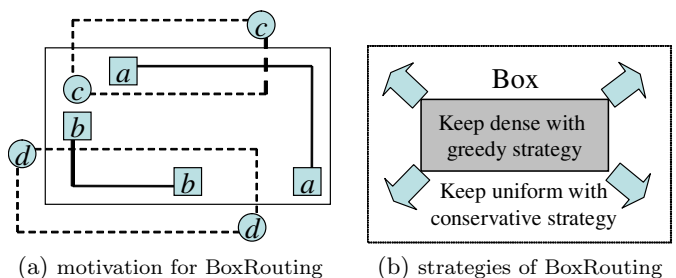 c
a
c
b
d
b
a
d
(a) motivation for BoxRouting
Box
Keep dense with
greedy strategy
Keep uniform with
conservative strategy
(b) strategies of BoxRouting